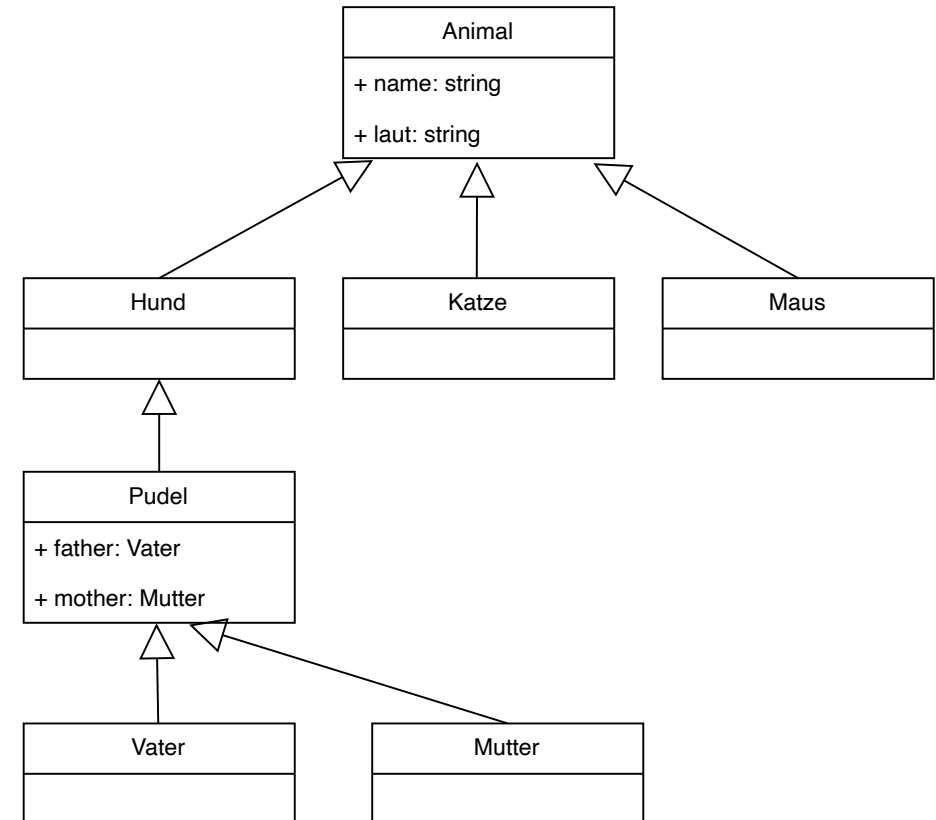 Animal
+ name: string
+ laut: string
Hund
Katze
Maus
Pudel
+ father: Vater
+ mother: Mutter
Vater
Mutter